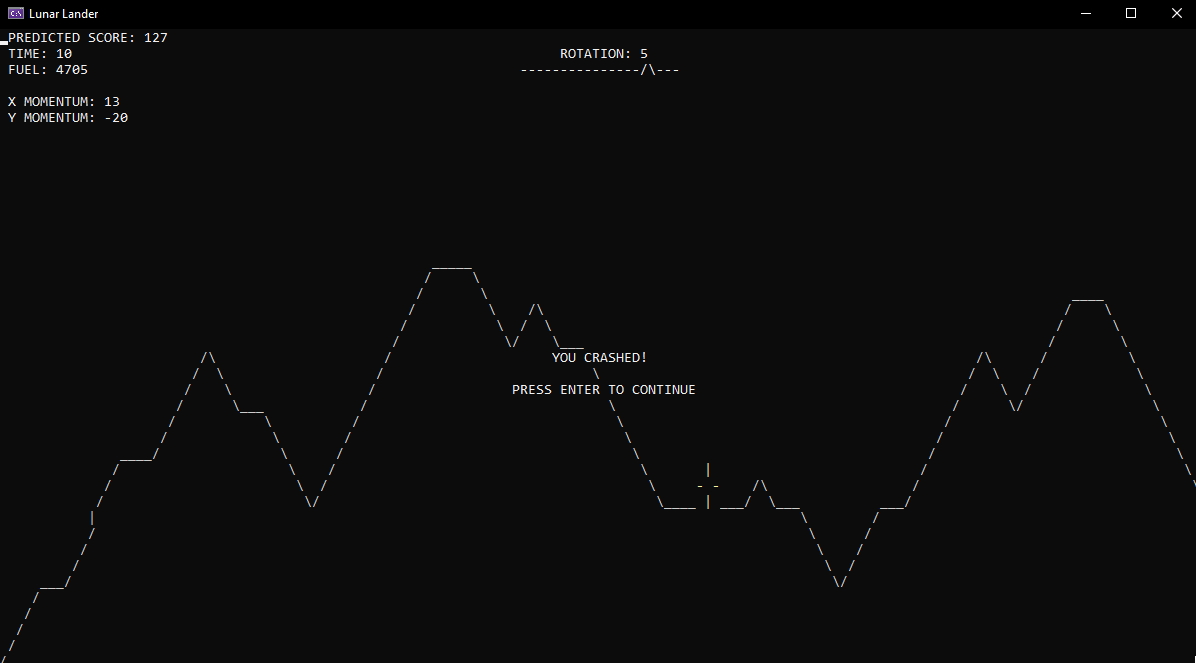 Lunar Lander
PREDICTED SCORE: 127
TIME: 10
ROTATION: 5
FUEL: 4705
---------------/\---
X MOMENTUM: 13
Y MOMENTUM: -20
YOU CRASHED!
PRESS ENTER TO CONTINUE